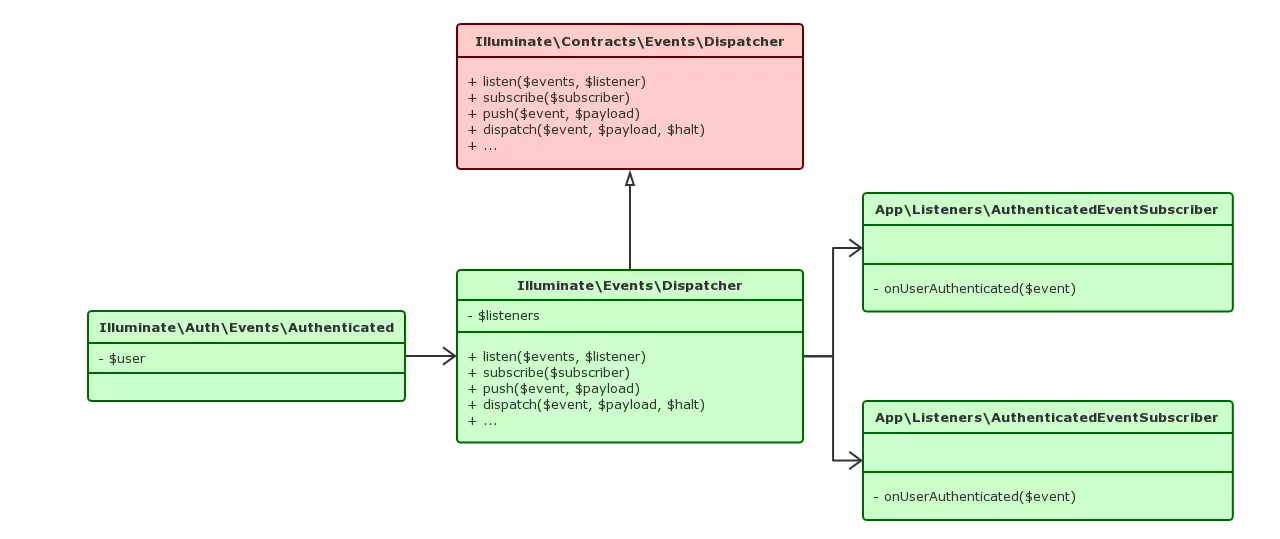 Illuminate\Contracts\Events\Dispatcher
+ listen($events, $listener)
+ subscribe($subscriber)
+ push($event, $payload)
+ dispatch($event, $payload, $halt)
+ ...
Illuminate\Auth\Events\Authenticated
- $user
Illuminate\Events\Dispatcher
- $listeners
+ listen($events, $listener)
+ subscribe($subscriber)
+ push($event, $payload)
+ dispatch($event, $payload, $halt)
+ ...
App\Listeners\AuthenticatedEventSubscriber
- onUserAuthenticated($event)
App\Listeners\AuthenticatedEventSubscriber
- onUserAuthenticated($event)